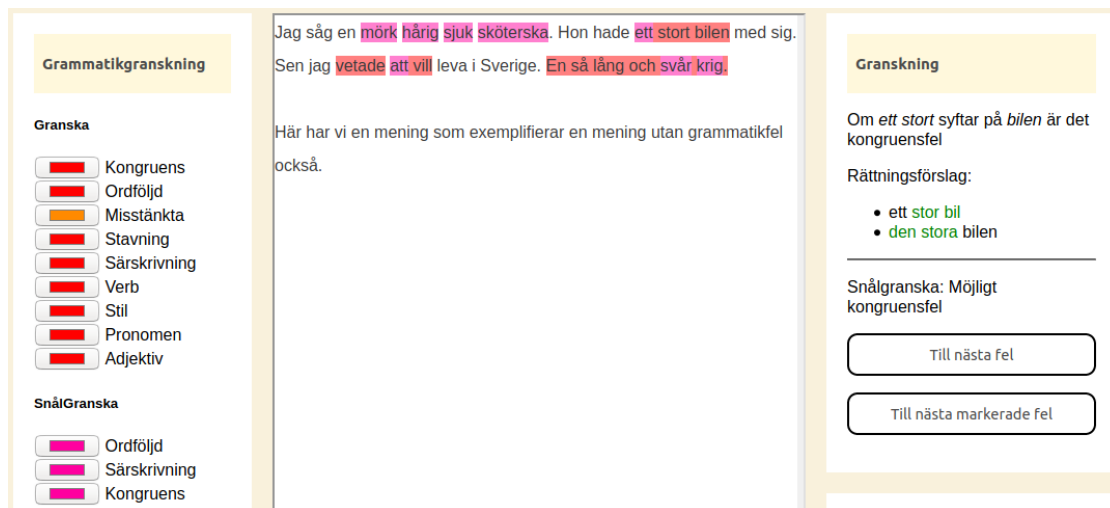 Grammatikgranskning
Granska
Kongruens
Ordföljd
Misstänkta
Stavning
Särskrivning
Verb
Stil
Pronomen
Adjektiv
SnålGranska
Ordföljd
Särskrivning
Kongruens
Jag såg en mörk hårig sjuk sköterska. Hon hade ett stort bilen med sig.
Sen jag vetade att vill leva i Sverige. En så lång och svår krig.
Här har vi en mening som exemplifierar en mening utan grammatikfel
också.
Granskning
Om ett stort syftar på bilen är det
kongruensfel
Rättningsförslag:
• ett stor bil
• den stora bilen
Snålgranska: Möjligt
kongruensfel
Till nästa fel
Till nästa markerade fel